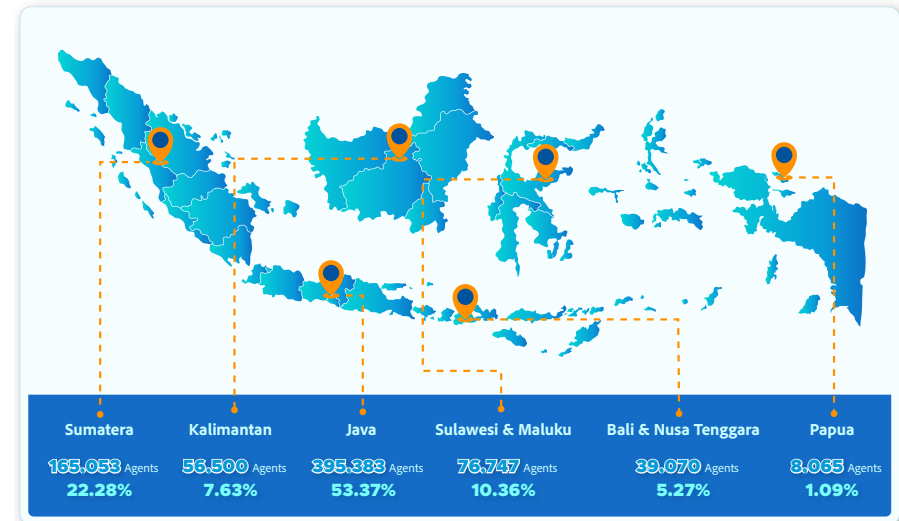 Sumatera
165.053 Agents
22.28%
Kalimantan
56.500 Agents
7.63%
Java
395.383 Agents
53.37%
Sulawesi & Maluku
76.747 Agents
10.36%
Bali & Nusa Tenggara
39.070 Agents
5.27%
Papua
8.065 Agents
1.09%